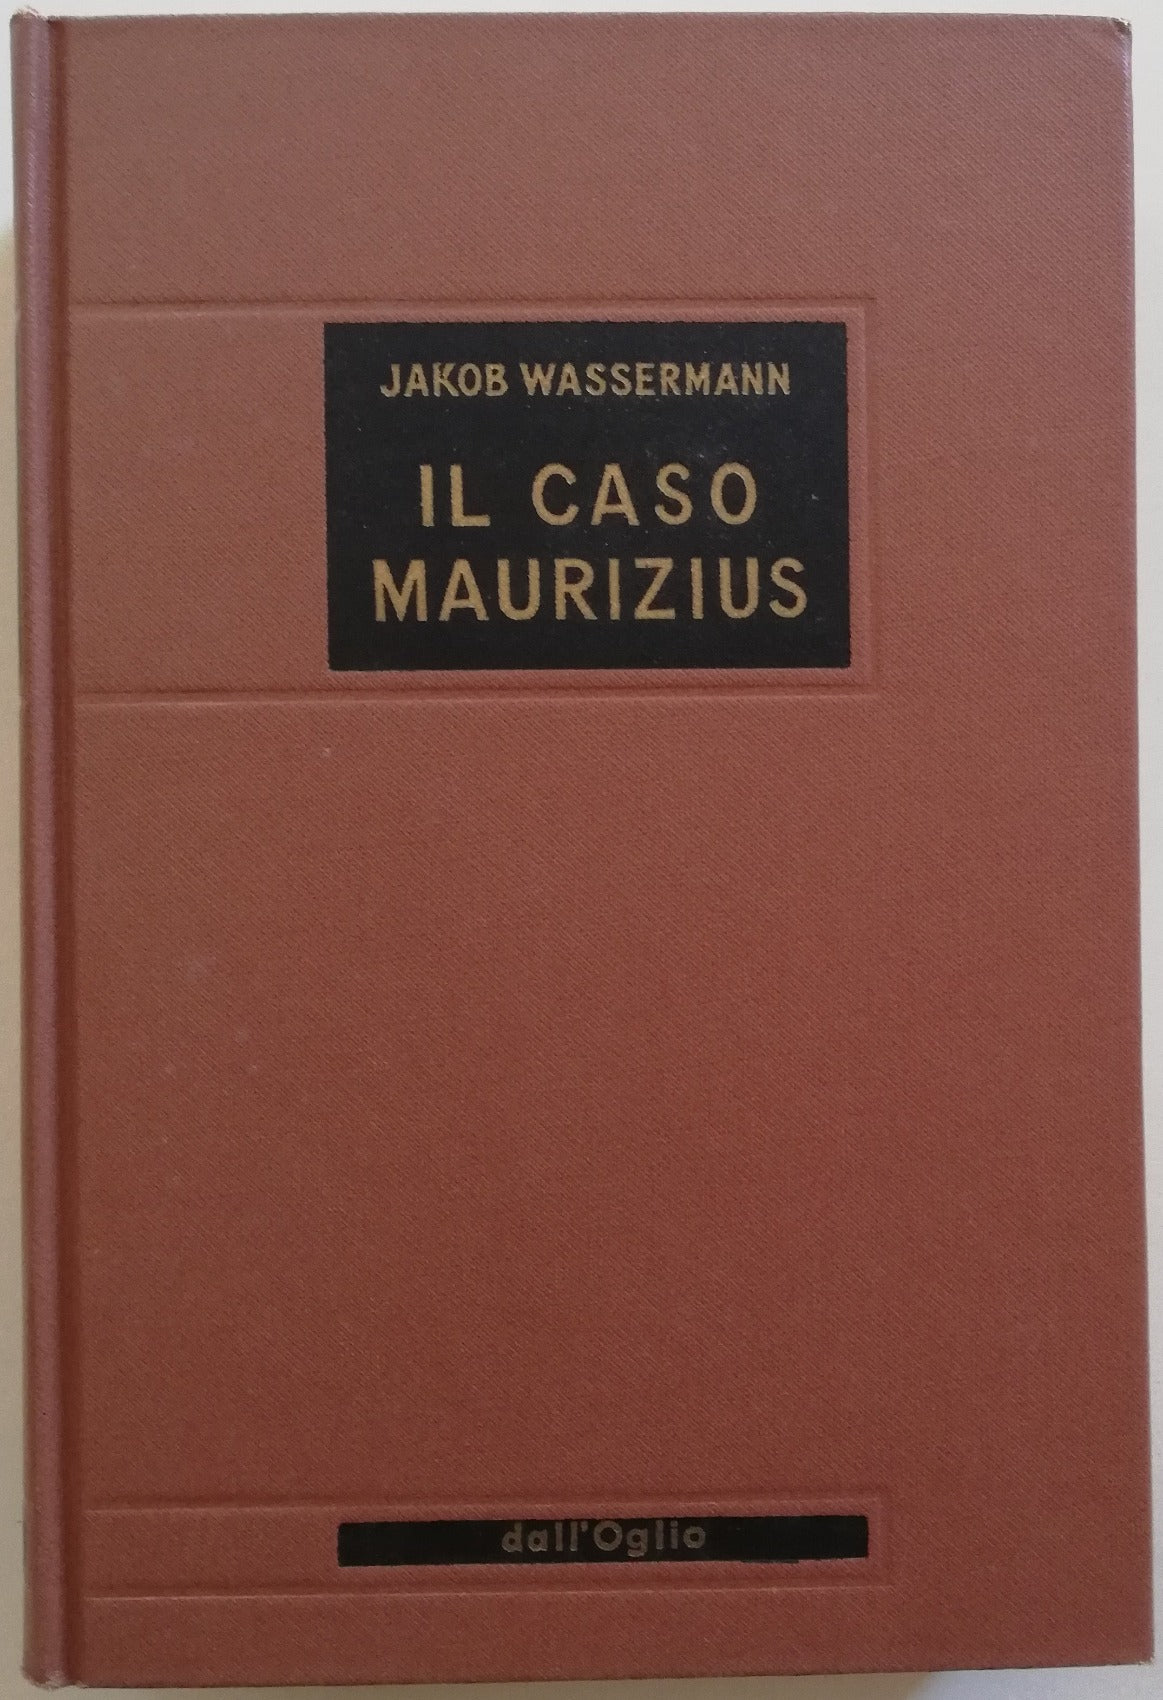 JAKOB WASSERMANN
IL CASO
MAURIZIUS
dall'Oglio